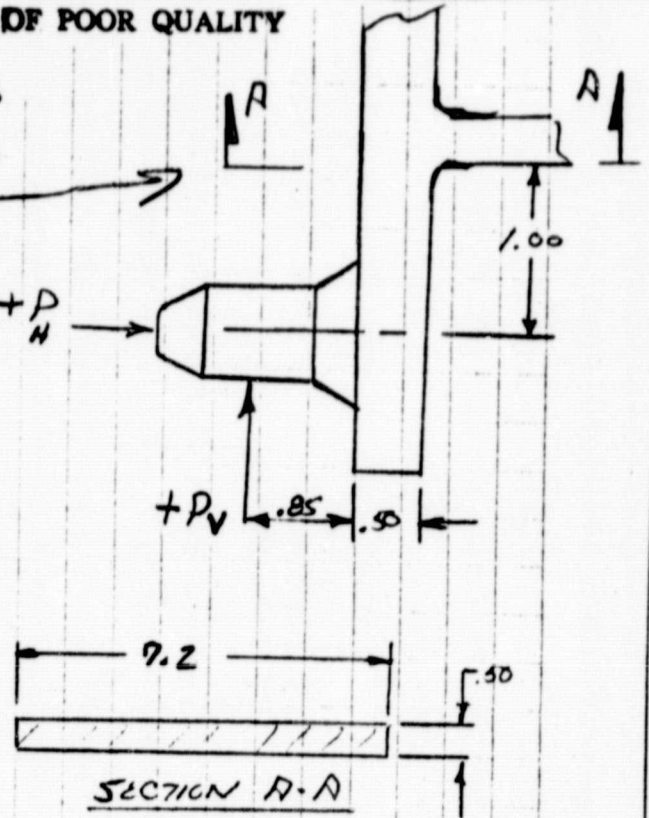 OF POOR QUALITY
A
A
1.00
+P
H
+P V
.85
.50
7.2
.50
SECTION A-A